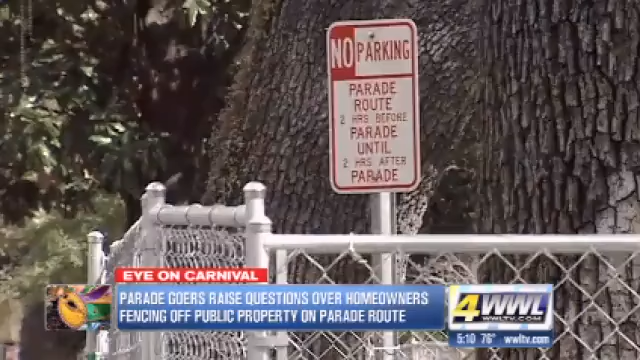 NO PARKING
PARADE
ROUTE
2 HRS BEFORE
PARADE
UNTIL
2 HRS AFTER
PARADE
EYE ON CARNIVAL
PARADE GOERS RAISE QUESTIONS OVER HOMEOWNERS
FENCING OFF PUBLIC PROPERTY ON PARADE ROUTE
4WWL
WWLTV.COM
5:10 76° wwltv.com